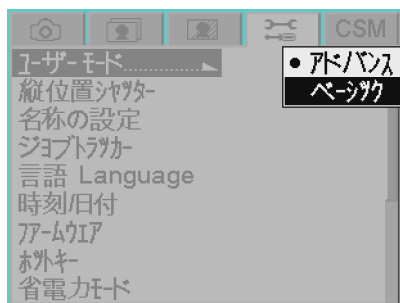 CSM
ユーザーモード..............
● アドバンス
ベーシック
縦位置シャッター
名称の設定
ジョブトラッカー
言語 Language
時刻/日付
ファームウエア
ホットキー
省電力モード